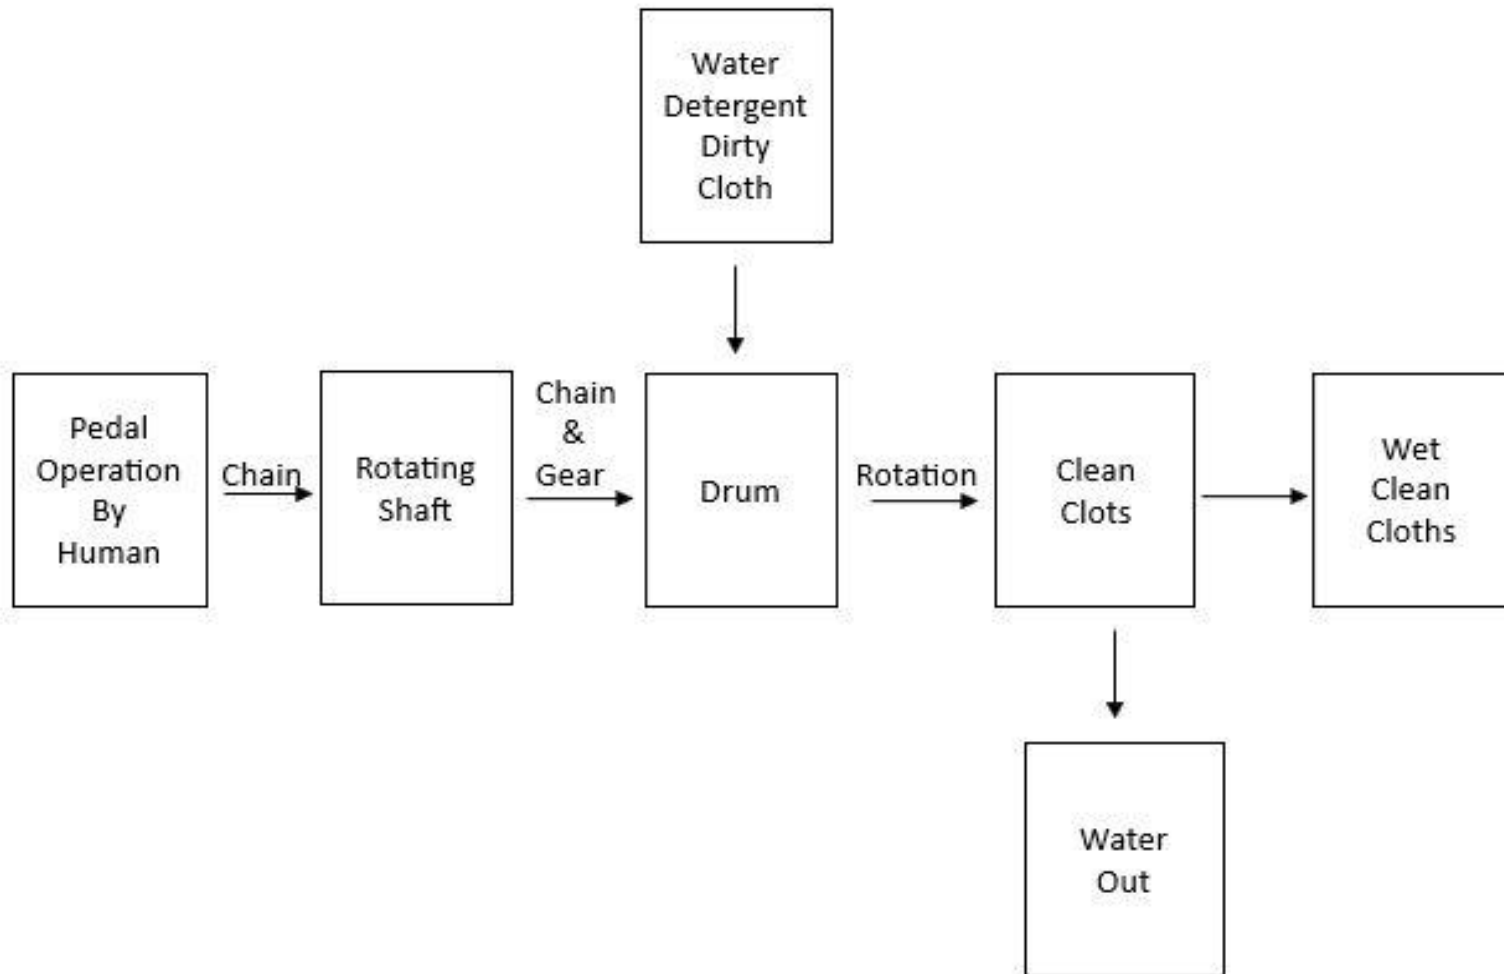 Water
Detergent
Dirty
Cloth
Pedal
Operation
By
Human
Chain
Rotating
Shaft
Chain
&
Gear
Drum
Rotation
Clean
Clots
Wet
Clean
Cloths
Water
Out